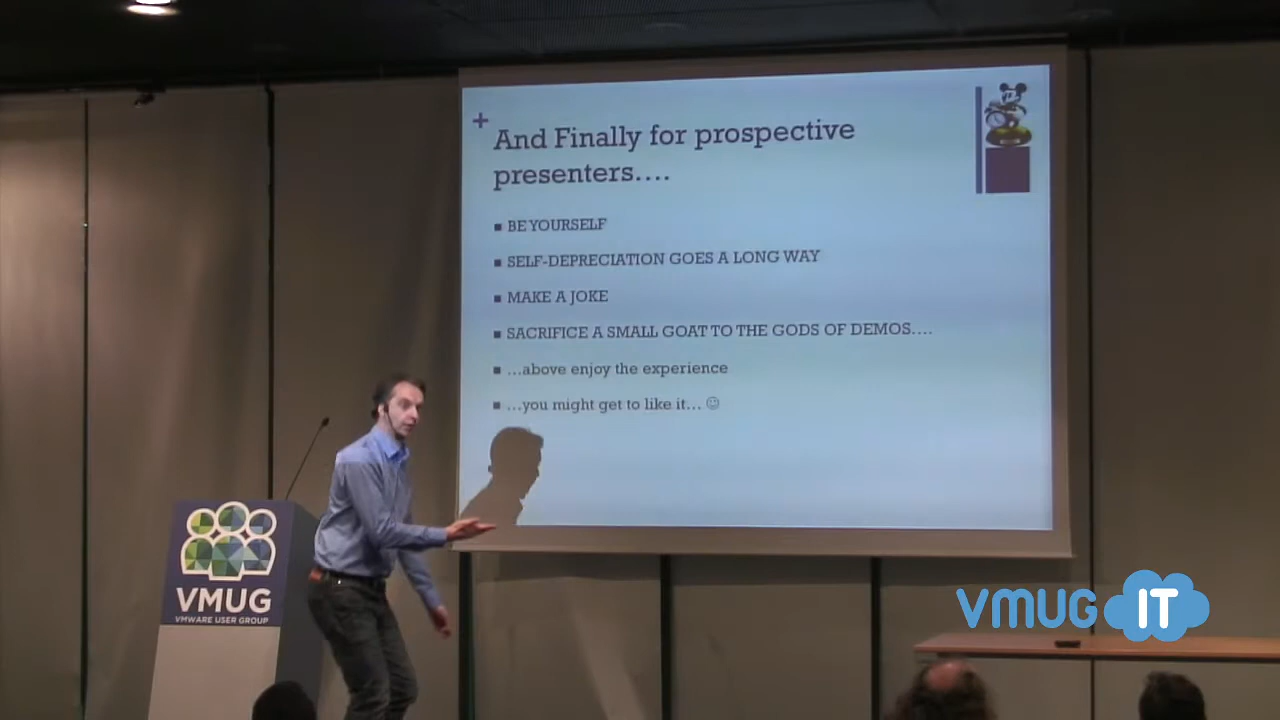 +
And Finally for prospective
presenters....
■ BE YOURSELF
■ SELF-DEPRECIATION GOES A LONG WAY
■ MAKE A JOKE
■ SACRIFICE A SMALL GOAT TO THE GODS OF DEMOS....
■ ...above enjoy the experience
■ ...you might get to like it... ☺
VMUG
VMWARE USER GROUP
VMUG IT